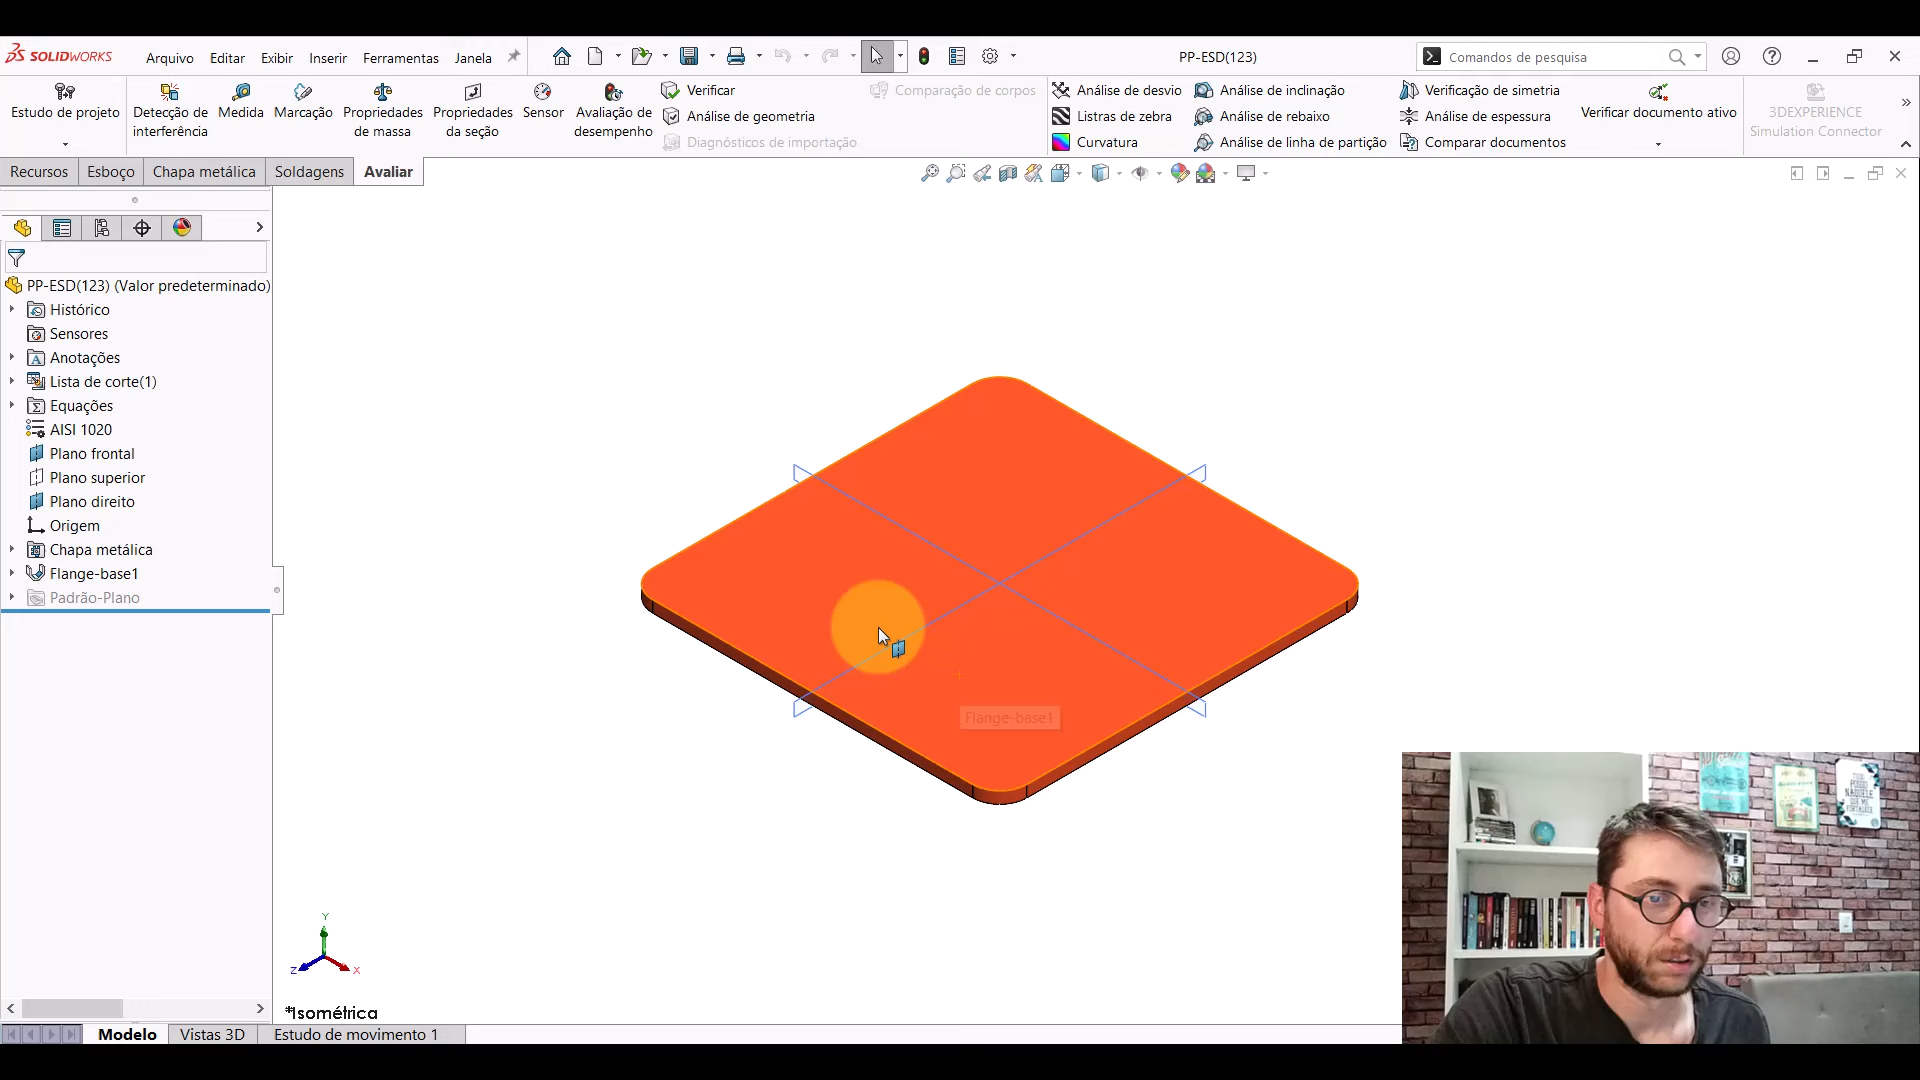 SOLIDWORKS
Arquivo Editar Exibir Inserir Ferramentas Janela
PP-ESD(123)
Comandos de pesquisa
Estudo de projeto
Detecção de interferência
Medida
Marcação
Propriedades de massa
Propriedades da seção
Sensor
Avaliação de desempenho
Verificar
Análise de geometria
Diagnósticos de importação
Comparação de corpos
Análise de desvio
Listras de zebra
Curvatura
Análise de inclinação
Análise de rebaixo
Análise de linha de partição
Verificação de simetria
Análise de espessura
Comparar documentos
Verificar documento ativo
3DEXPERIENCE
Simulation Connector
Recursos Esboço Chapa metálica Soldagens Avaliar
PP-ESD(123) (Valor predeterminado)
Histórico
Sensores
Anotações
Lista de corte(1)
Equações
AISI 1020
Plano frontal
Plano superior
Plano direito
Origem
Chapa metálica
Flange-base1
Padrão-Plano
Flange-base1
Y
Z
X
*Isométrica
Modelo Vistas 3D Estudo de movimento 1